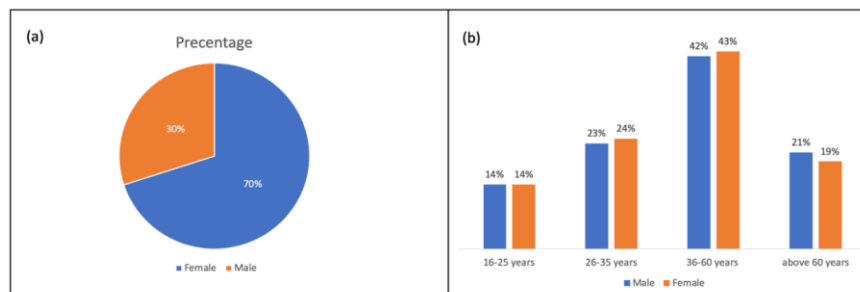 (a)
Precentage
30%
70%
Female Male
(b)
14% 14%
23% 24%
42% 43%
21% 19%
16-25 years 26-35 years 36-60 years above 60 years
Male Female